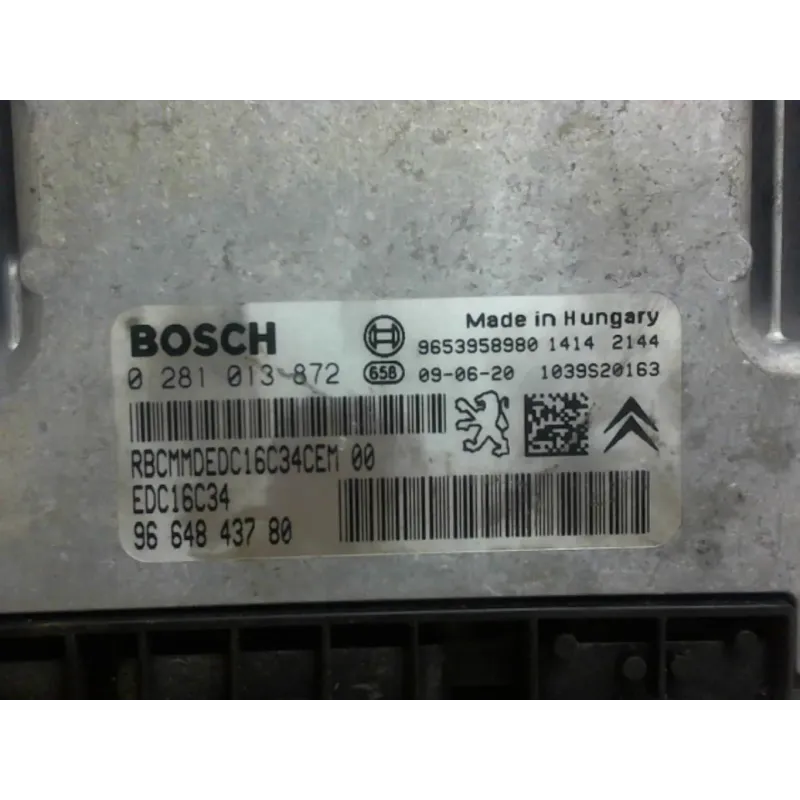 Made in Hungary
BOSCH 9653958980 1414 2144
0 281 013 872 658 09-06-20 1039S20163
RBCMMDEDC16C34CEM 00
EDC16C34
96 648 437 80